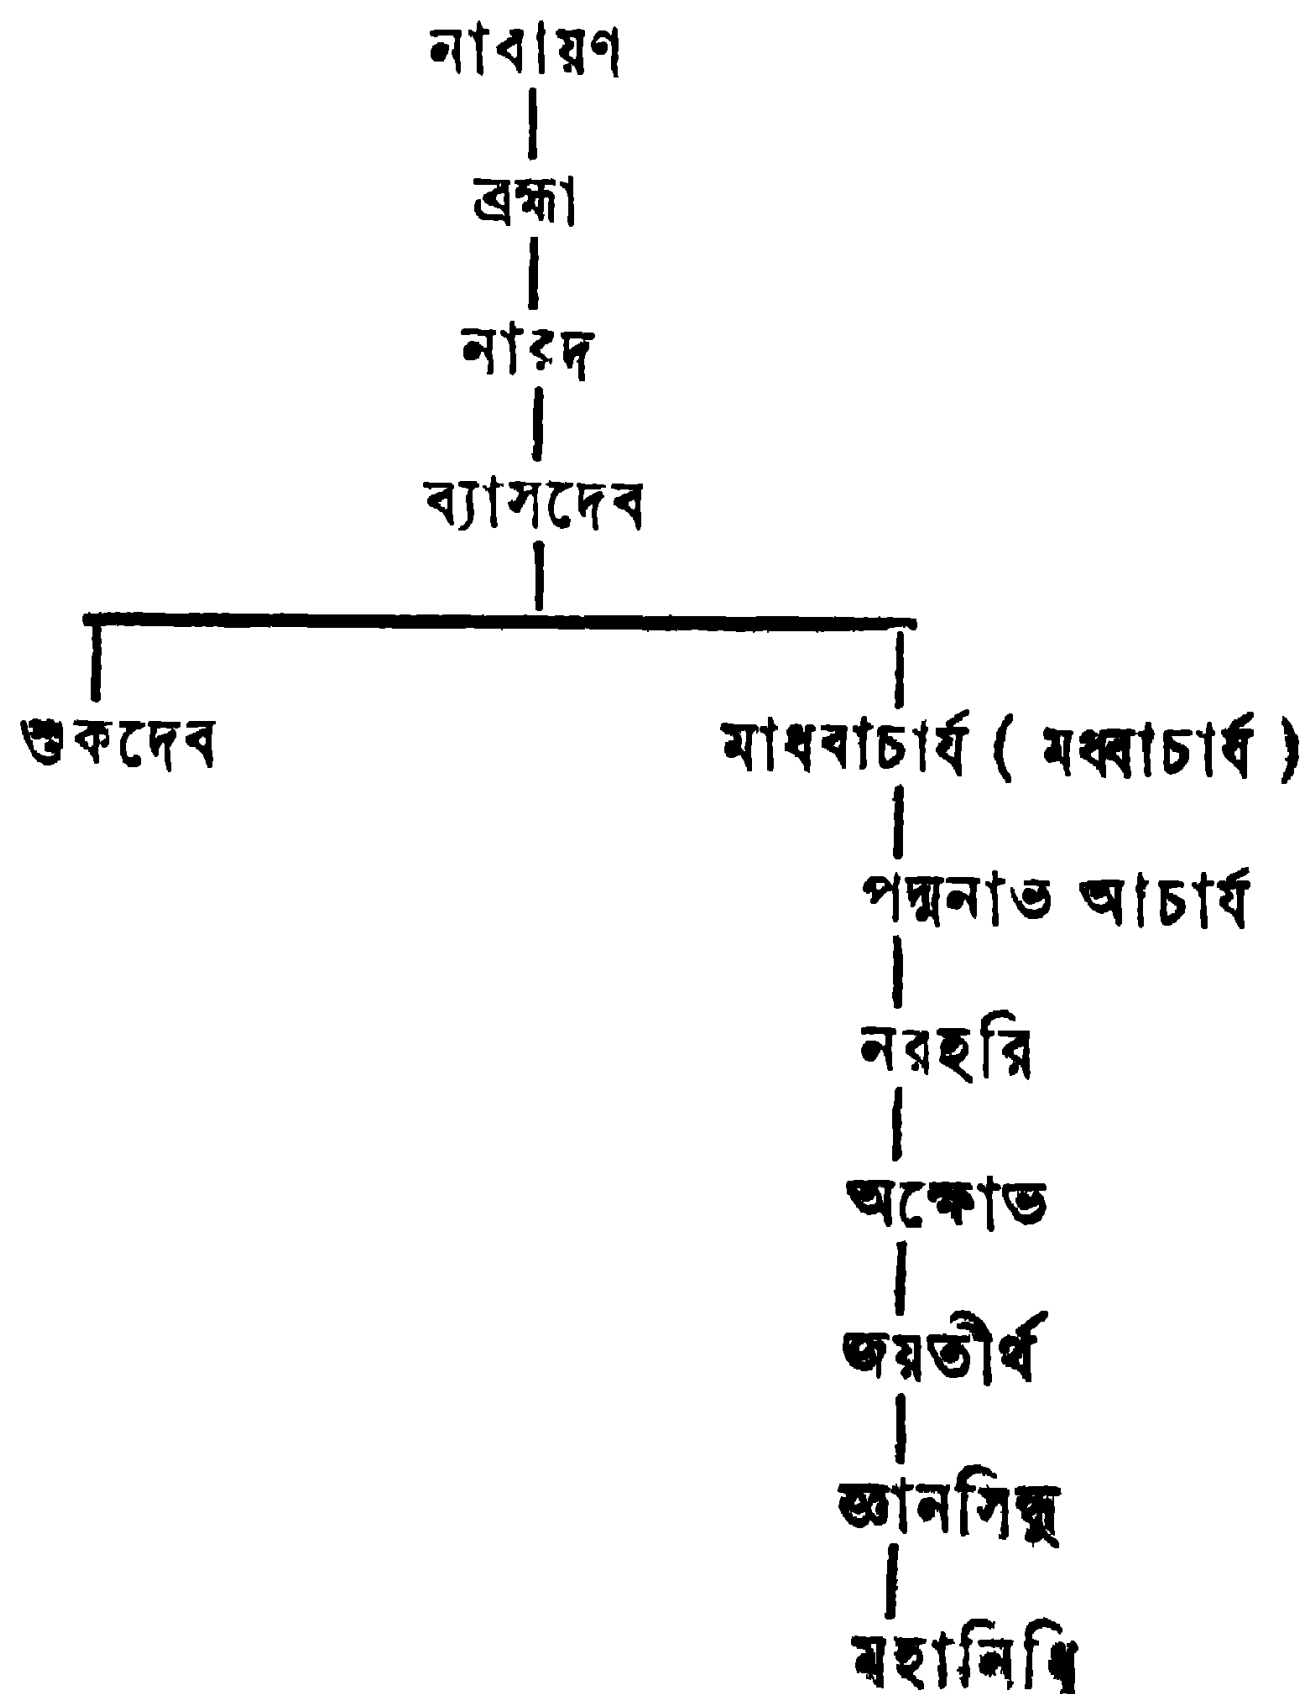 নাবায়ণ
ব্রহ্মা
নারদ
ব্যাসদেব
শুকদেব
মাধবাচার্য ( মধ্বাচার্য )
পদ্মনাভ আচার্য
নরহরি
অক্ষোভ
জয়তীর্থ
জ্ঞানসিন্ধু
মহানিধি